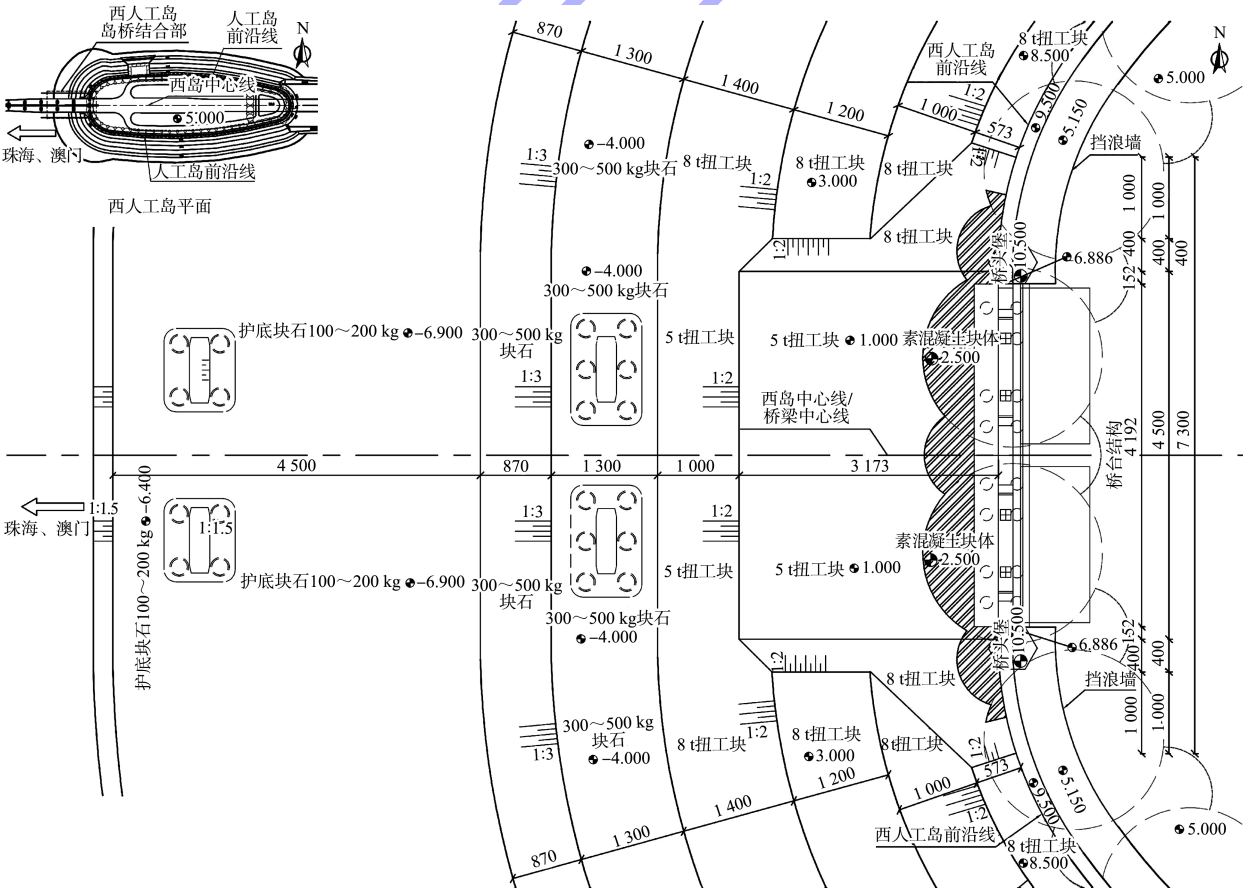 西人工岛
岛桥结合部
人工岛
前沿线
N
西岛中心线
5.000
珠海、澳门
人工岛前沿线
西人工岛平面
870
1 300
1 400
1 200
1 000
573
西人工岛
前沿线
8 t扭工块
8.500
9.500
5.150
5.000
N
挡浪墙
1:2
1:2
1:3
-4.000
300～500 kg块石
8 t扭工块
1:2
8 t扭工块
3.000
8 t扭工块
1:2
8 t扭工块
桥头堡
10.500
6.886
1 000
400
152
1 000
400
400
-4.000
300～500 kg块石
护底块石100～200 kg
-6.900
300～500 kg
块石
5 t扭工块
5 t扭工块
1.000
素混凝土块体
2.500
1:3
1:2
西岛中心线/
桥梁中心线
4 500
870
1 300
1 000
3 173
桥台结构
4 192
4 500
7 300
珠海、澳门
1:1.5
护底块石100～200 kg
-6.400
1:1.5
1:3
1:2
护底块石100～200 kg
-6.900
300～500 kg
块石
5 t扭工块
5 t扭工块
1.000
素混凝土块体
2.500
300～500 kg块石
-4.000
桥头堡
10.500
6.886
152
400
400
1 000
1 000
挡浪墙
1:2
8 t扭工块
1:3
300～500 kg
块石
-4.000
8 t扭工块
1:2
8 t扭工块
3.000
8 t扭工块
1:2
573
1 000
1 200
1 400
1 300
870
1:2
西人工岛前沿线
9.500
5.150
8 t扭工块
8.500
5.000